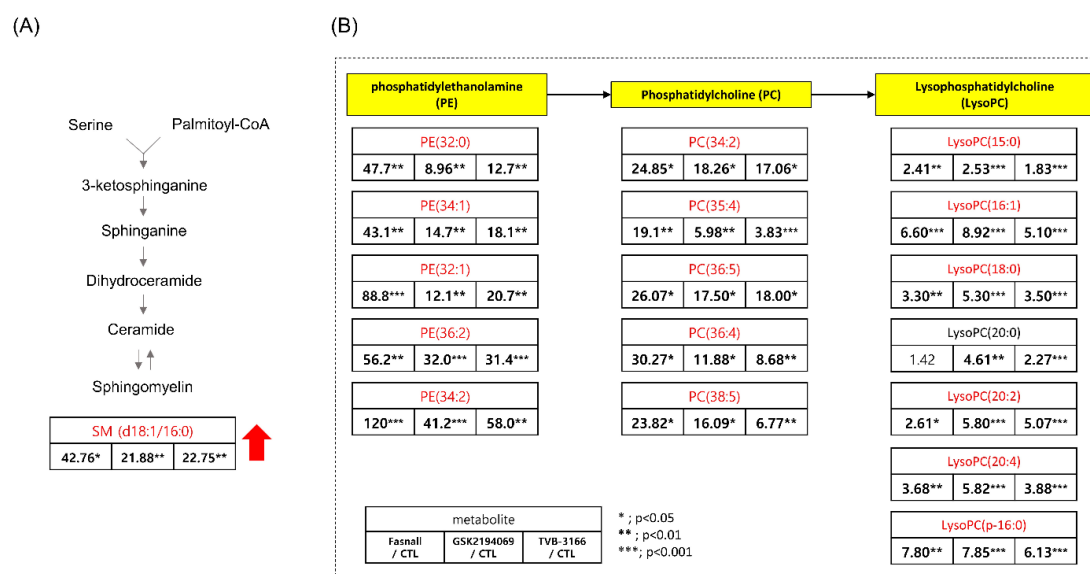 (A)
Serine Palmitoyl-CoA
3-ketosphinganine
Sphinganine
Dihydroceramide
Ceramide
Sphingomyelin
SM (d18:1/16:0)
42.76* 21.88** 22.75**
(B)
phosphatidylethanolamine
(PE)
PE(32:0)
47.7** 8.96** 12.7**
PE(34:1)
43.1** 14.7** 18.1**
PE(32:1)
88.8*** 12.1** 20.7**
PE(36:2)
56.2** 32.0*** 31.4***
PE(34:2)
120*** 41.2*** 58.0**
Phosphatidylcholine (PC)
PC(34:2)
24.85* 18.26* 17.06*
PC(35:4)
19.1** 5.98** 3.83***
PC(36:5)
26.07* 17.50* 18.00*
PC(36:4)
30.27* 11.88* 8.68**
PC(38:5)
23.82* 16.09* 6.77**
Lysophosphatidylcholine
(LysoPC)
LysoPC(15:0)
2.41** 2.53*** 1.83***
LysoPC(16:1)
6.60*** 8.92*** 5.10***
LysoPC(18:0)
3.30** 5.30*** 3.50***
LysoPC(20:0)
1.42 4.61** 2.27***
LysoPC(20:2)
2.61* 5.80*** 5.07***
LysoPC(20:4)
3.68** 5.82*** 3.88***
LysoPC(p-16:0)
7.80** 7.85*** 6.13***
metabolite
Fasnall
/ CTL
GSK2194069
/ CTL
TVB-3166
/ CTL
* ; p<0.05
** ; p<0.01
***; p<0.001